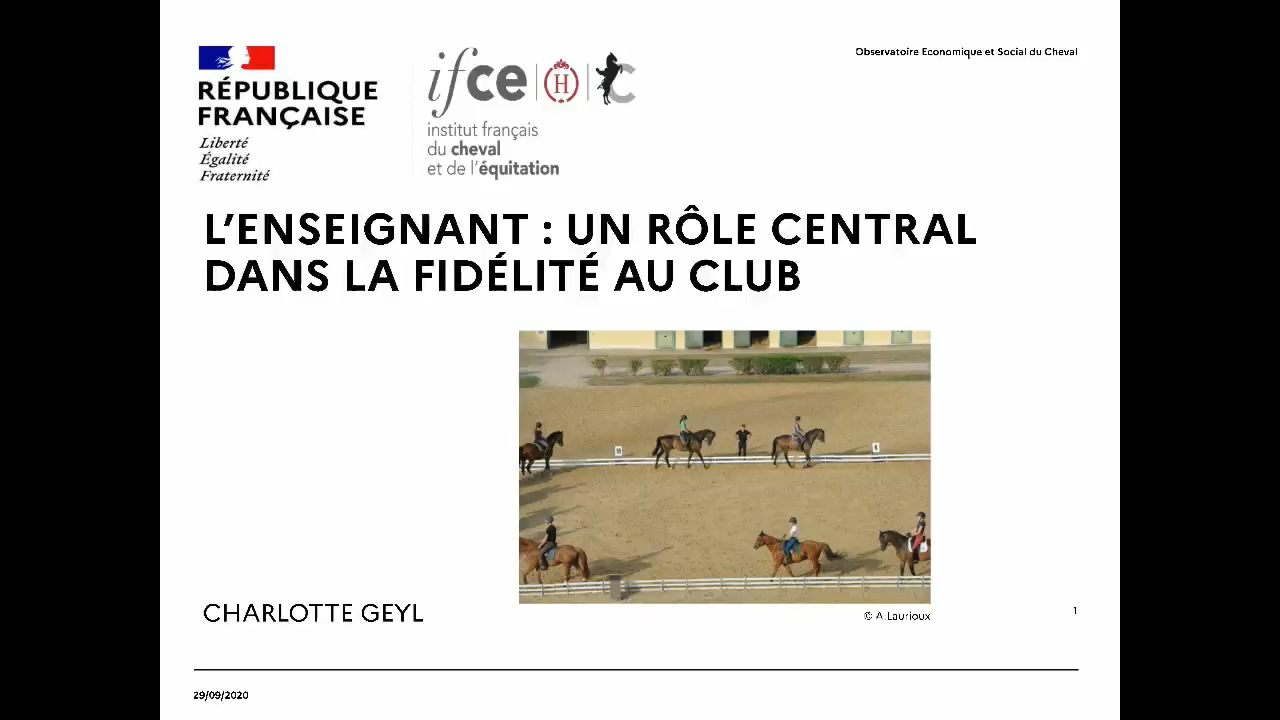 RÉPUBLIQUE
FRANÇAISE
Liberté
Égalité
Fraternité
ifce H C
institut français
du cheval
et de l'équitation
Observatoire Economique et Social du Cheval
L'ENSEIGNANT : UN RÔLE CENTRAL
DANS LA FIDÉLITÉ AU CLUB
CHARLOTTE GEYL
© A.Laurioux
1
29/09/2020